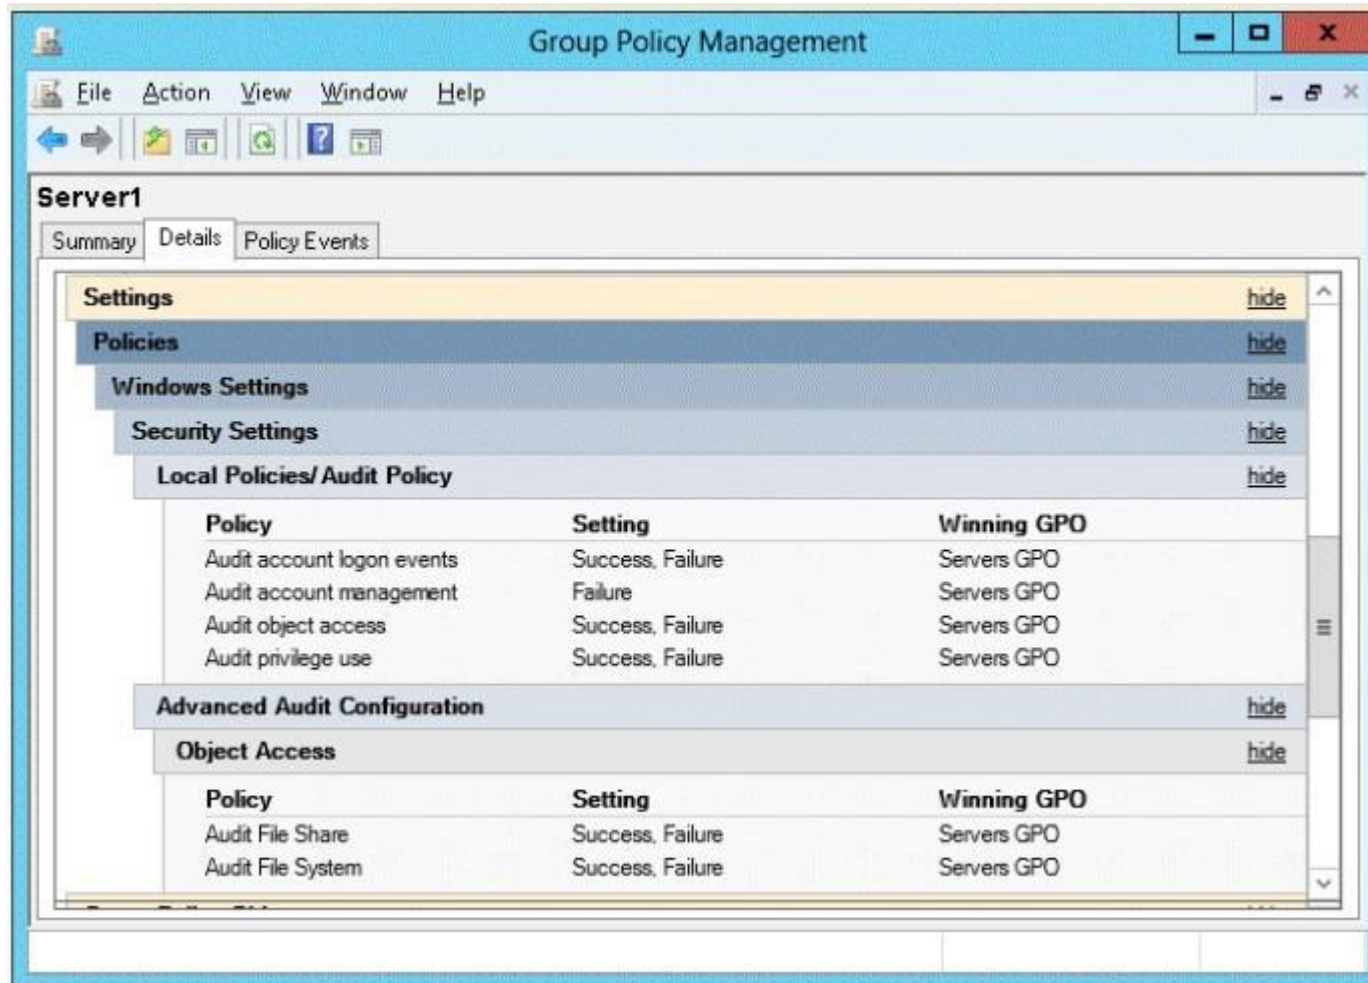 Group Policy Management
File Action View Window Help
Server1
Summary Details Policy Events
Settings hide
Policies hide
Windows Settings hide
Security Settings hide
Local Policies/Audit Policy hide
Policy Setting Winning GPO
Audit account logon events Success, Failure Servers GPO
Audit account management Failure Servers GPO
Audit object access Success, Failure Servers GPO
Audit privilege use Success, Failure Servers GPO
Advanced Audit Configuration hide
Object Access hide
Policy Setting Winning GPO
Audit File Share Success, Failure Servers GPO
Audit File System Success, Failure Servers GPO